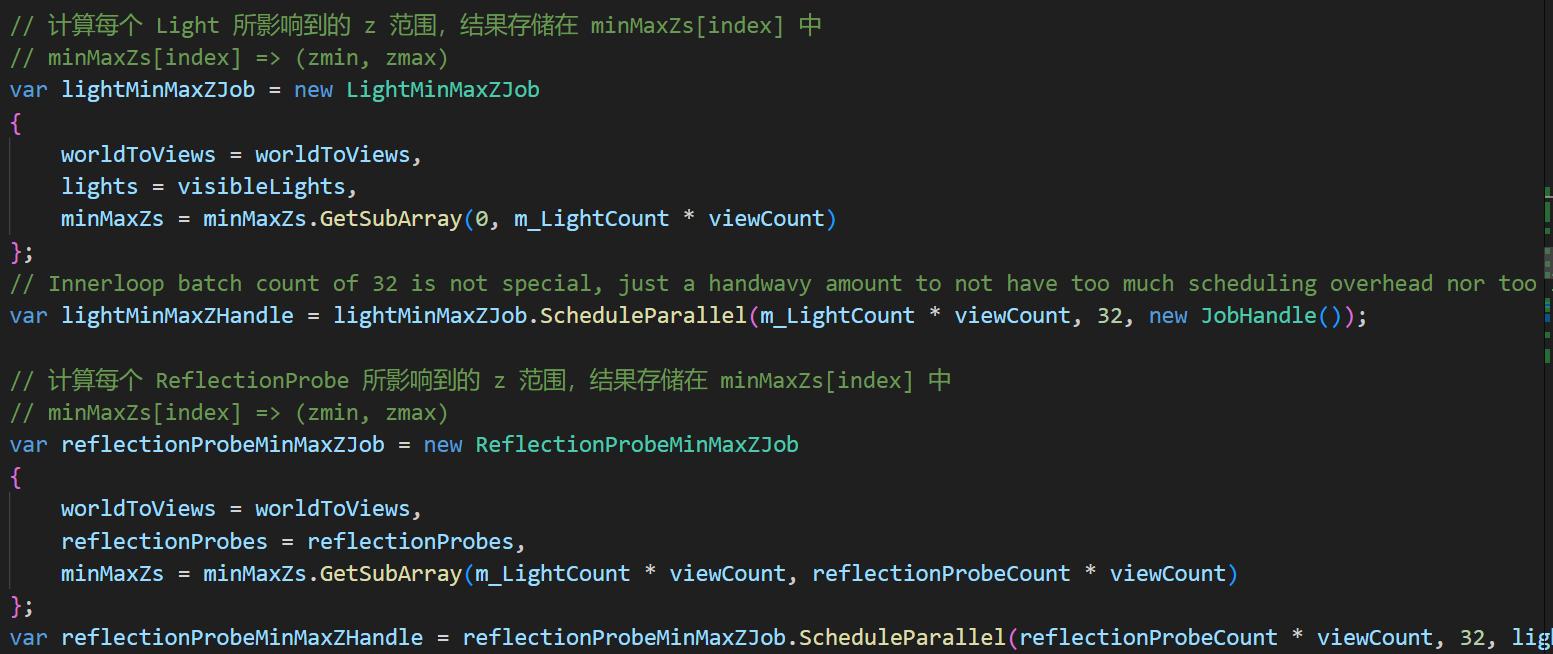 // 计算每个 Light 所影响到的 z 范围，结果存储在 minMaxZs[index] 中
// minMaxZs[index] => (zmin, zmax)
var lightMinMaxZJob = new LightMinMaxZJob
{
    worldToViews = worldToViews,
    lights = visibleLights,
    minMaxZs = minMaxZs.GetSubArray(0, m_LightCount * viewCount)
};
// Innerloop batch count of 32 is not special, just a handwavy amount to not have too much scheduling overhead nor too
var lightMinMaxZHandle = lightMinMaxZJob.ScheduleParallel(m_LightCount * viewCount, 32, new JobHandle());
// 计算每个 ReflectionProbe 所影响到的 z 范围，结果存储在 minMaxZs[index] 中
// minMaxZs[index] => (zmin, zmax)
var reflectionProbeMinMaxZJob = new ReflectionProbeMinMaxZJob
{
    worldToViews = worldToViews,
    reflectionProbes = reflectionProbes,
    minMaxZs = minMaxZs.GetSubArray(m_LightCount * viewCount, reflectionProbeCount * viewCount)
};
var reflectionProbeMinMaxZHandle = reflectionProbeMinMaxZJob.ScheduleParallel(reflectionProbeCount * viewCount, 32,